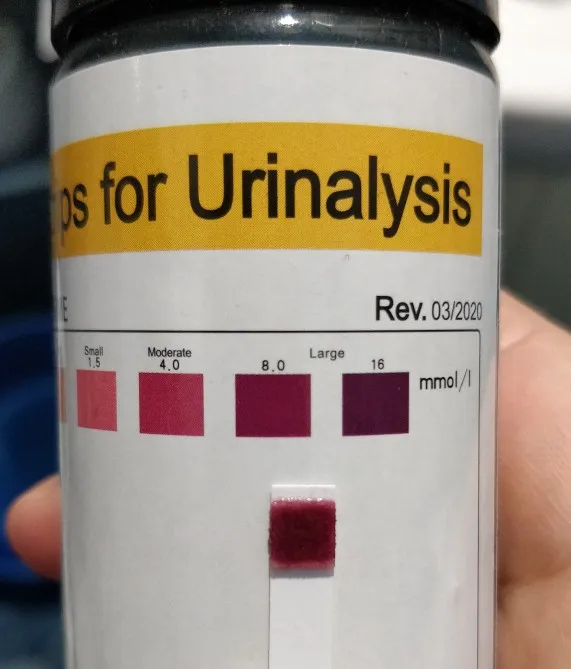 ps for Urinalysis
E
Rev. 03/2020
Small Moderate Large
1.5 4.0 8.0 16 mmol/l